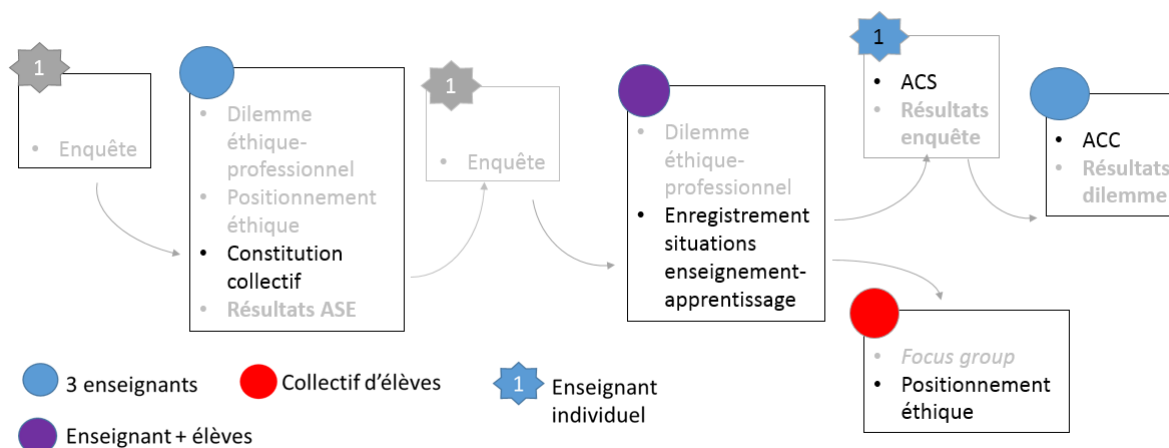 1
• Enquête
• Dilemme
éthique-
professionnel
• Positionnement
éthique
• Constitution
collectif
• Résultats ASE
1
• Enquête
• Dilemme
éthique-
professionnel
• Enregistrement
situations
enseignement-
apprentissage
1
• ACS
• Résultats
enquête
• ACC
• Résultats
dilemme
• Focus group
• Positionnement
éthique
3 enseignants
Collectif d'élèves
1
Enseignant
individuel
Enseignant + élèves